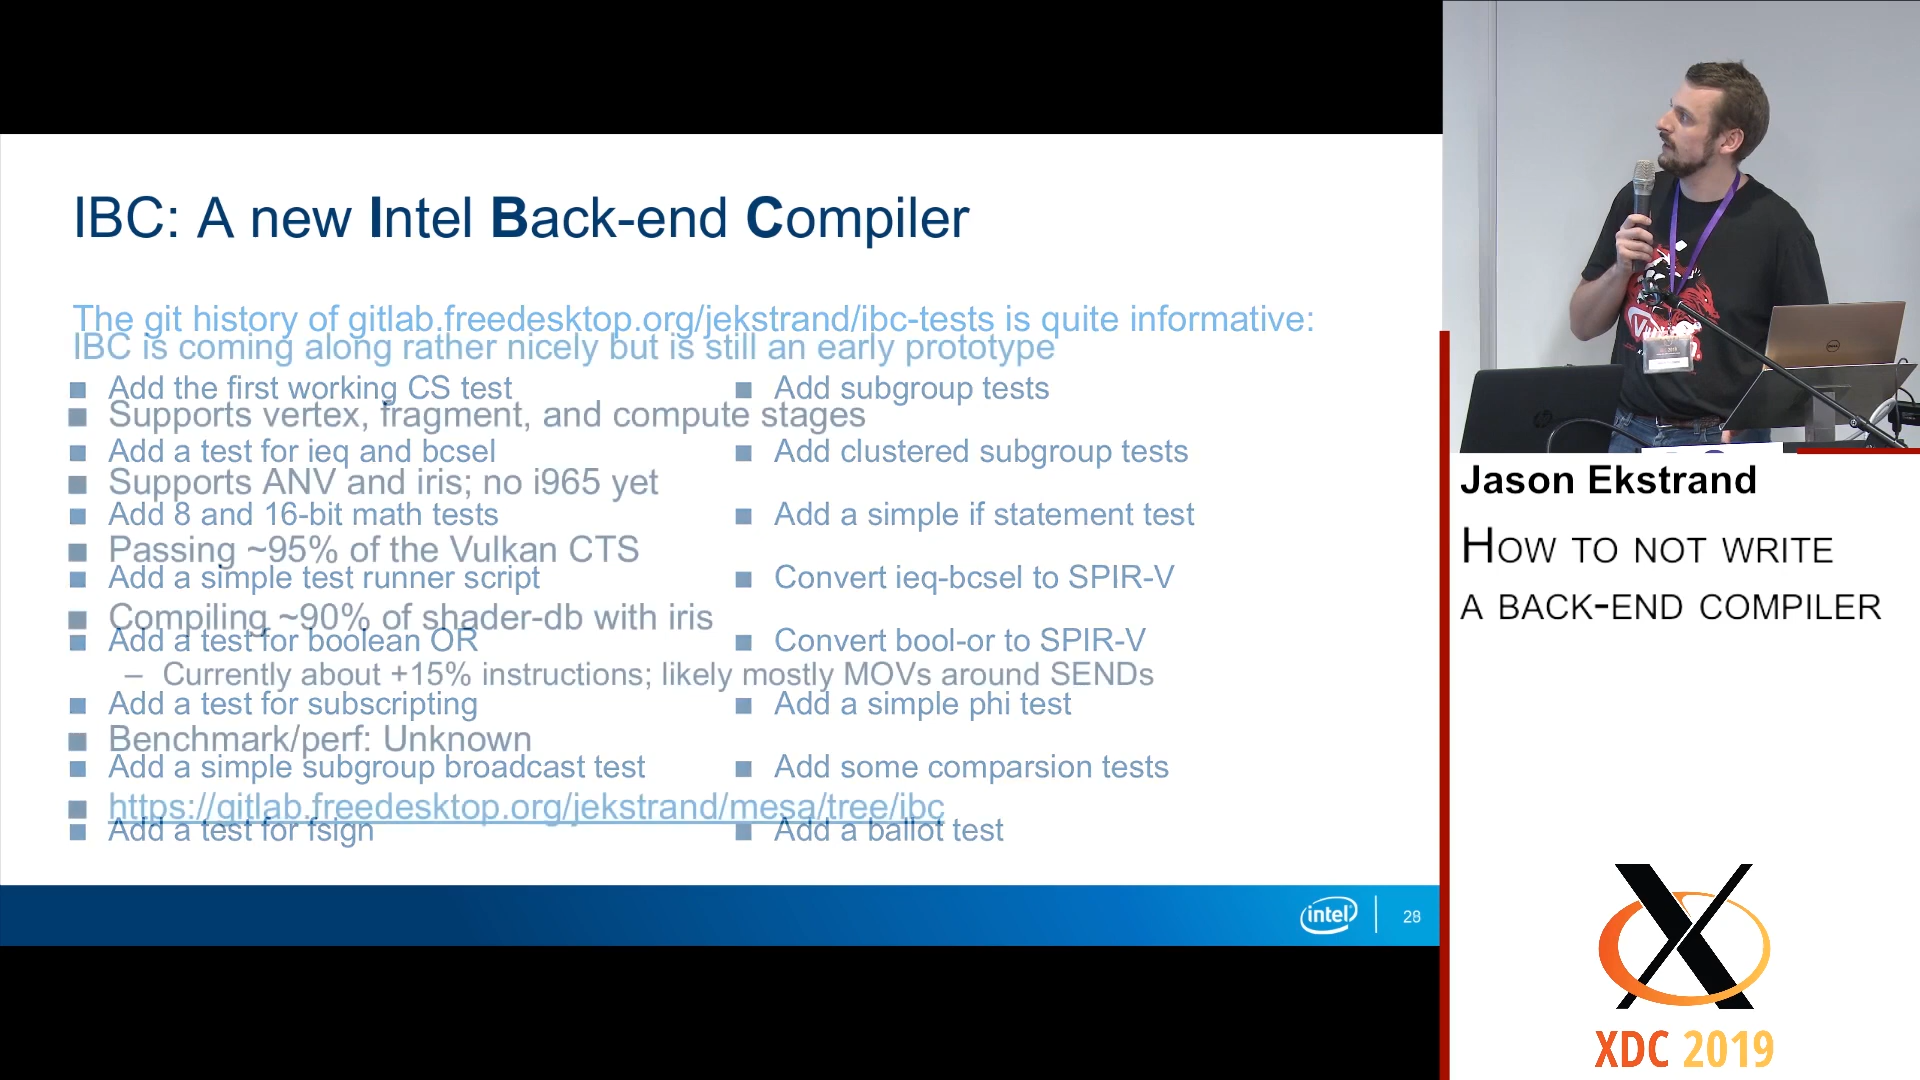 IBC: A new Intel Back-end Compiler
The git history of gitlab.freedesktop.org/jekstrand/ibc-tests is quite informative:
IBC is coming along rather nicely but is still an early prototype
■ Add the first working CS test
■ Add subgroup tests
■ Supports vertex, fragment, and compute stages
■ Add a test for ieq and bcsel
■ Add clustered subgroup tests
■ Supports ANV and iris; no i965 yet
■ Add 8 and 16-bit math tests
■ Add a simple if statement test
■ Passing ~95% of the Vulkan CTS
■ Add a simple test runner script
■ Convert ieq-bcsel to SPIR-V
■ Compiling ~90% of shader-db with iris
■ Add a test for boolean OR
■ Convert bool-or to SPIR-V
– Currently about +15% instructions; likely mostly MOVs around SENDs
■ Add a test for subscripting
■ Add a simple phi test
■ Benchmark/perf: Unknown
■ Add a simple subgroup broadcast test
■ Add some comparsion tests
■ https://gitlab.freedesktop.org/jekstrand/mesa/tree/ibc
■ Add a test for fsign
■ Add a ballot test
intel
28
Jason Ekstrand
How to not write
a back-end compiler
XDC 2019